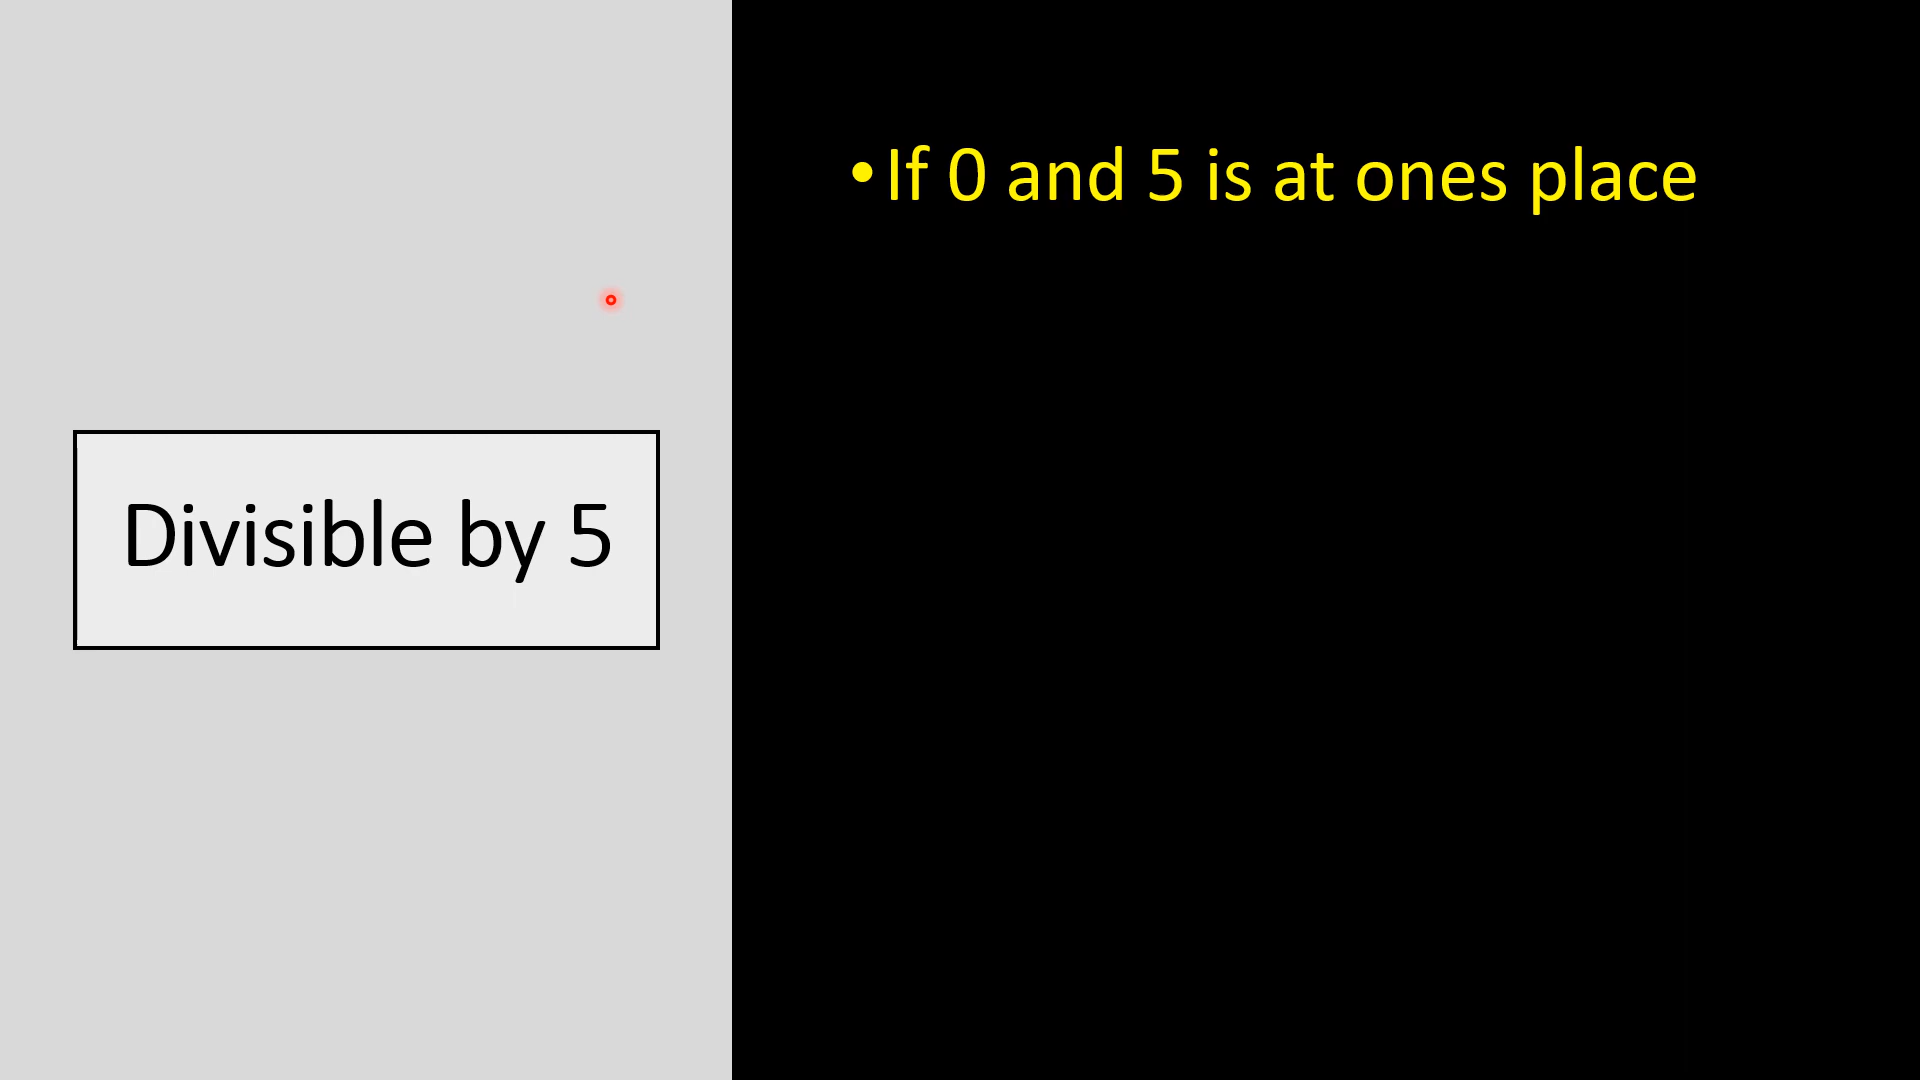 Divisible by 5
•If 0 and 5 is at ones place